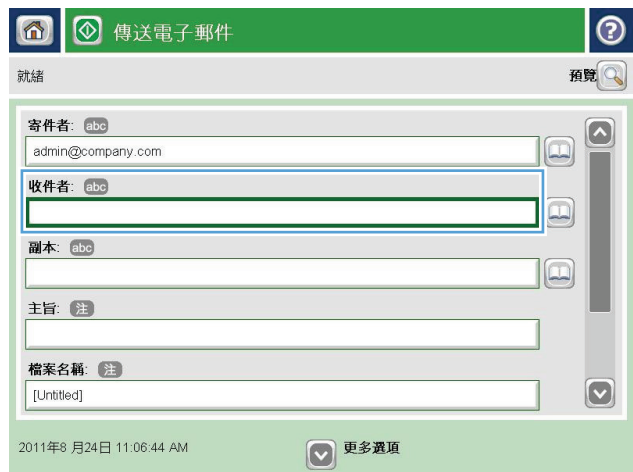 傳送電子郵件
?
就緒
預覽
寄件者: abc
admin@company.com
收件者: abc
副本: abc
主旨: 注
檔案名稱: 注
[Untitled]
2011年8 月24日 11:06:44 AM
更多選項